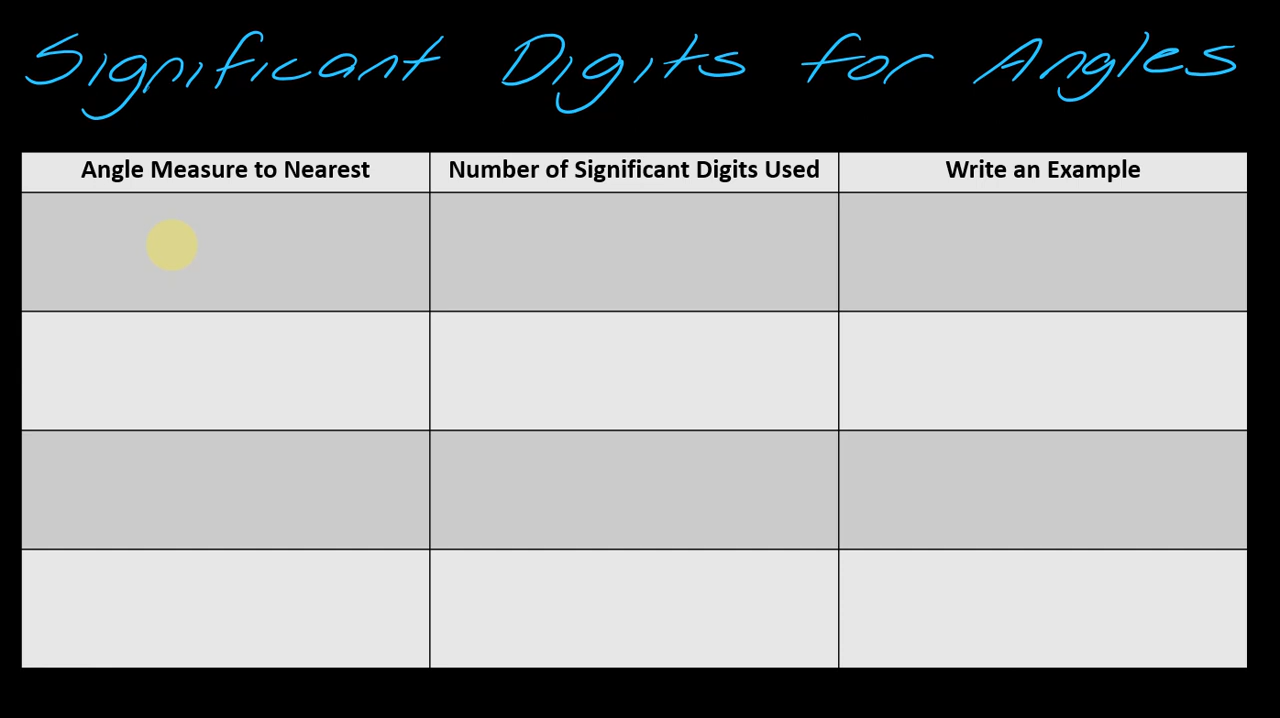 Significant Digits for Angles
Angle Measure to Nearest
Number of Significant Digits Used
Write an Example